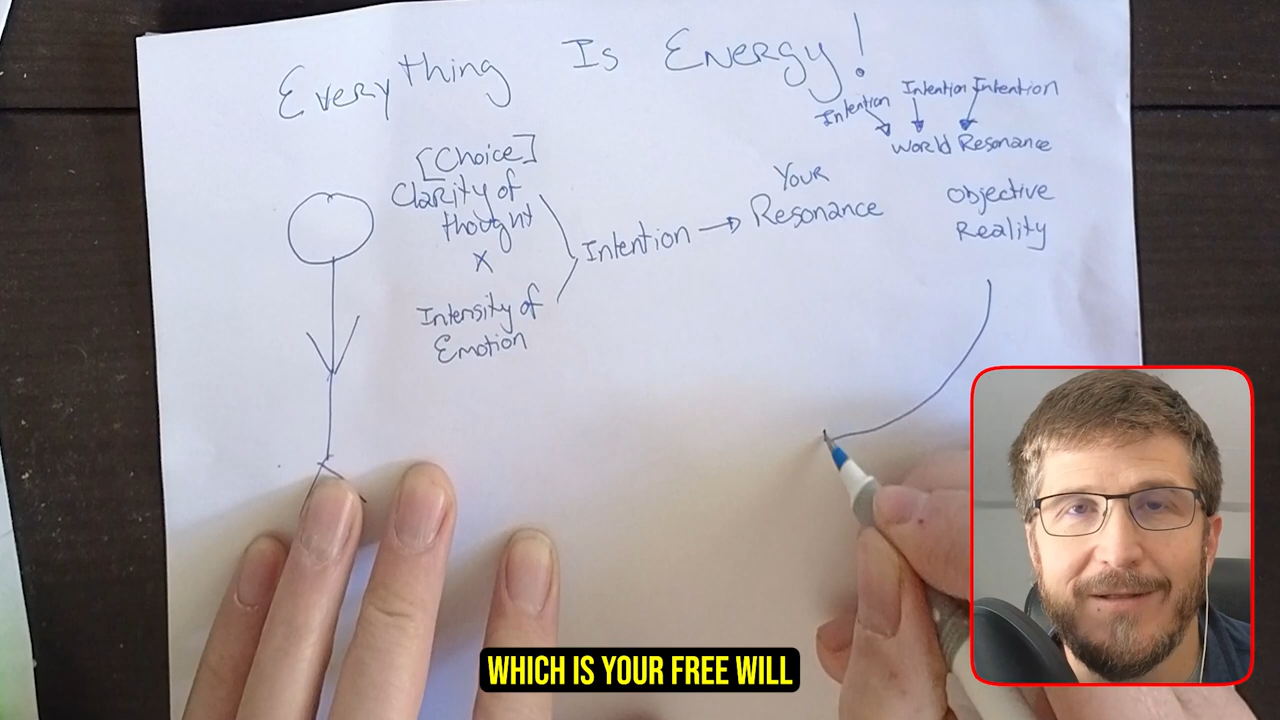 Everything Is Energy!
Intention Intention Intention
World Resonance
[Choice]
Clarity of
thought
X
Intensity of
Emotion
Intention → Your
Resonance
Objective
Reality
WHICH IS YOUR FREE WILL